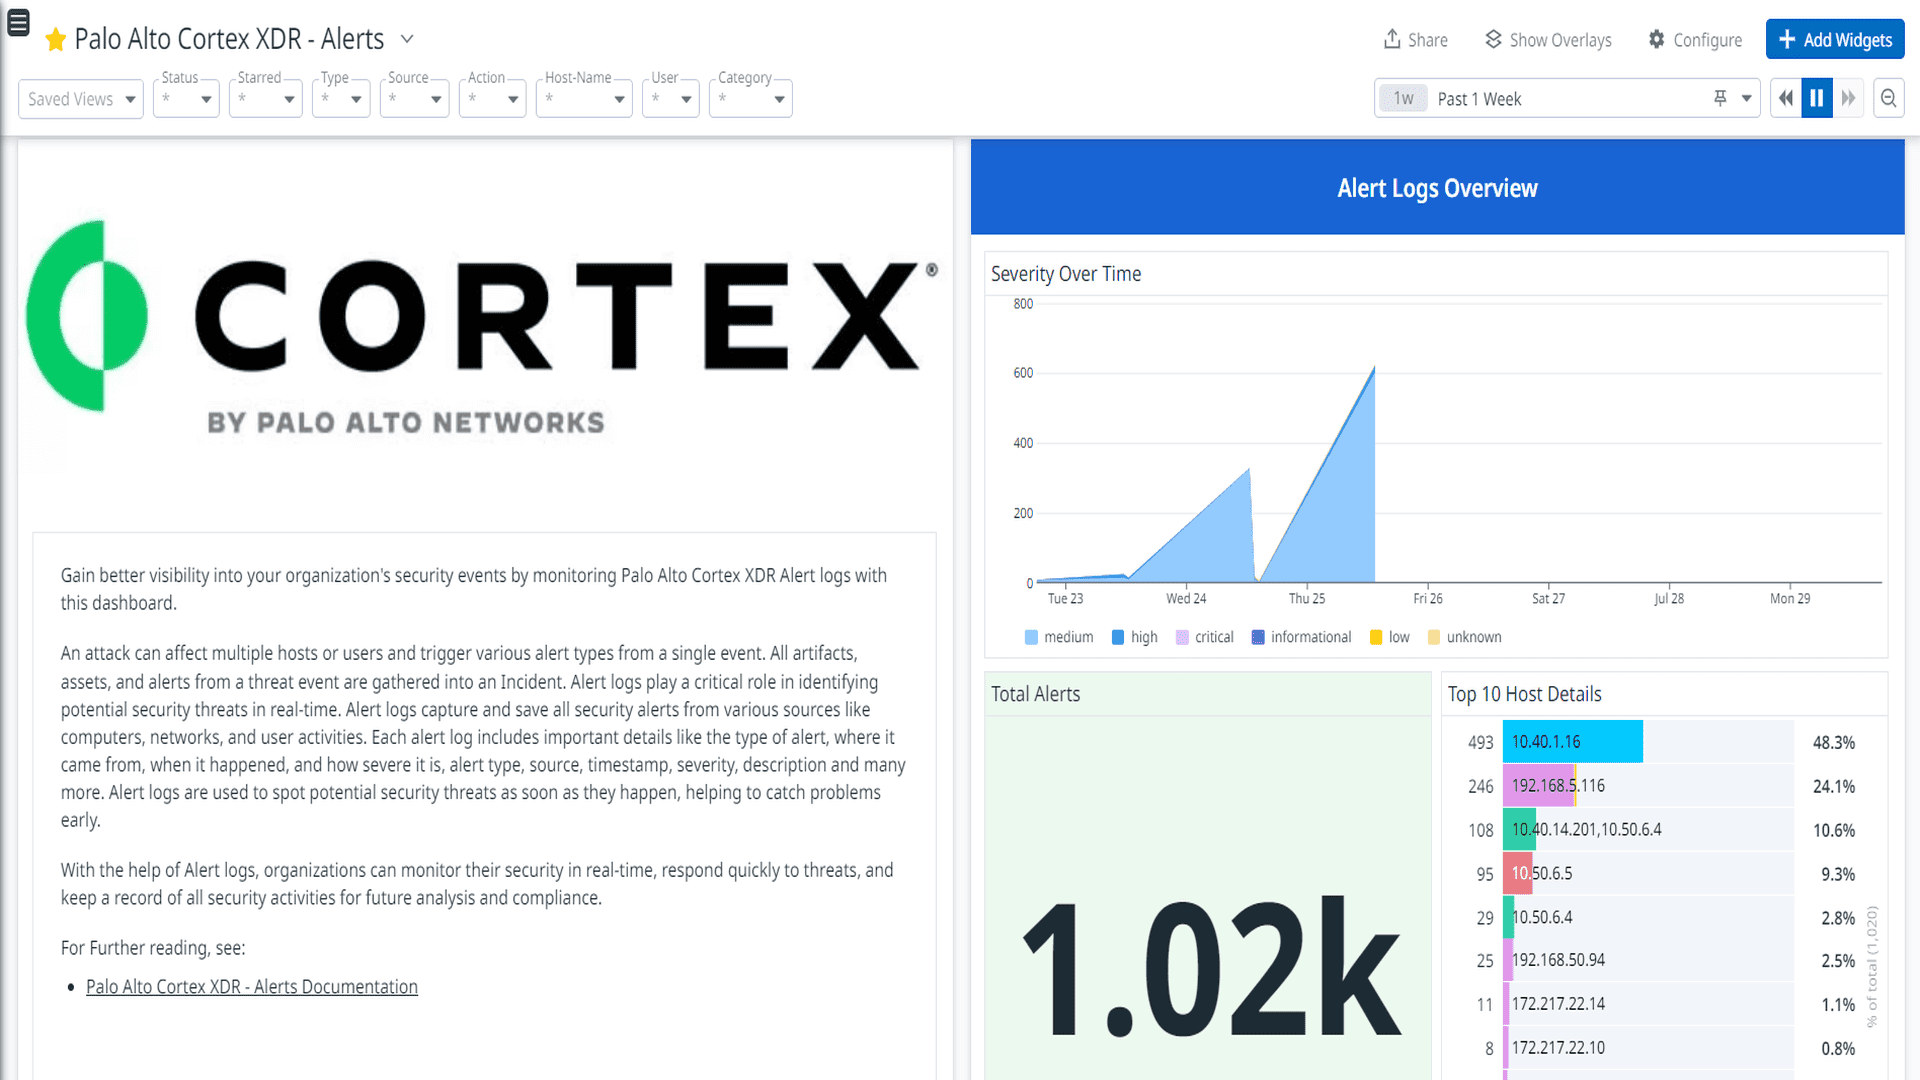 Palo Alto Cortex XDR - Alerts
Share
Show Overlays
Configure
Add Widgets
Saved Views
Status
*
Starred
*
Type
*
Source
*
Action
*
Host-Name
*
User
*
Category
*
1w
Past 1 Week
CORTEX®
BY PALO ALTO NETWORKS
Gain better visibility into your organization's security events by monitoring Palo Alto Cortex XDR Alert logs with
this dashboard.
An attack can affect multiple hosts or users and trigger various alert types from a single event. All artifacts,
assets, and alerts from a threat event are gathered into an Incident. Alert logs play a critical role in identifying
potential security threats in real-time. Alert logs capture and save all security alerts from various sources like
computers, networks, and user activities. Each alert log includes important details like the type of alert, where it
came from, when it happened, and how severe it is, alert type, source, timestamp, severity, description and many
more. Alert logs are used to spot potential security threats as soon as they happen, helping to catch problems
early.
With the help of Alert logs, organizations can monitor their security in real-time, respond quickly to threats, and
keep a record of all security activities for future analysis and compliance.
For Further reading, see:
• Palo Alto Cortex XDR - Alerts Documentation
Alert Logs Overview
Severity Over Time
800
600
400
200
0
Tue 23 Wed 24 Thu 25 Fri 26 Sat 27 Jul 28 Mon 29
medium high critical informational low unknown
Total Alerts
1.02k
Top 10 Host Details
493 10.40.1.16 48.3%
246 192.168.5.116 24.1%
108 10.40.14.201,10.50.6.4 10.6%
95 10.50.6.5 9.3%
29 10.50.6.4 2.8%
25 192.168.50.94 2.5%
11 172.217.22.14 1.1%
8 172.217.22.10 0.8%
% of total (1,020)